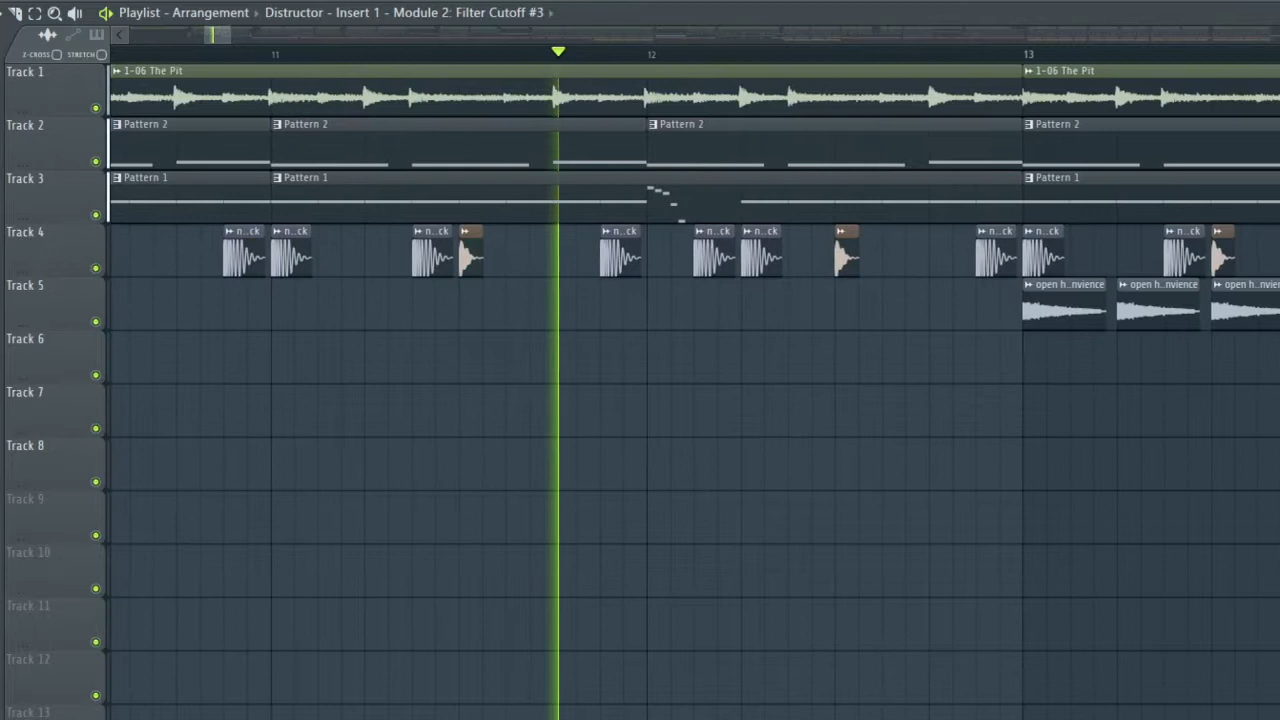 Playlist - Arrangement › Distructor - Insert 1 - Module 2: Filter Cutoff #3 ›
Z-CROSS STRETCH
11 12 13
Track 1
1-06 The Pit 1-06 The Pit
Track 2
Pattern 2 Pattern 2 Pattern 2 Pattern 2
Track 3
Pattern 1 Pattern 1 Pattern 1
Track 4
n..ck n..ck n..ck n..ck n..ck n..ck n..ck n..ck n..ck
Track 5
open h..nvience open h..nvience open h..nvier
Track 6
Track 7
Track 8
Track 9
Track 10
Track 11
Track 12
Track 13